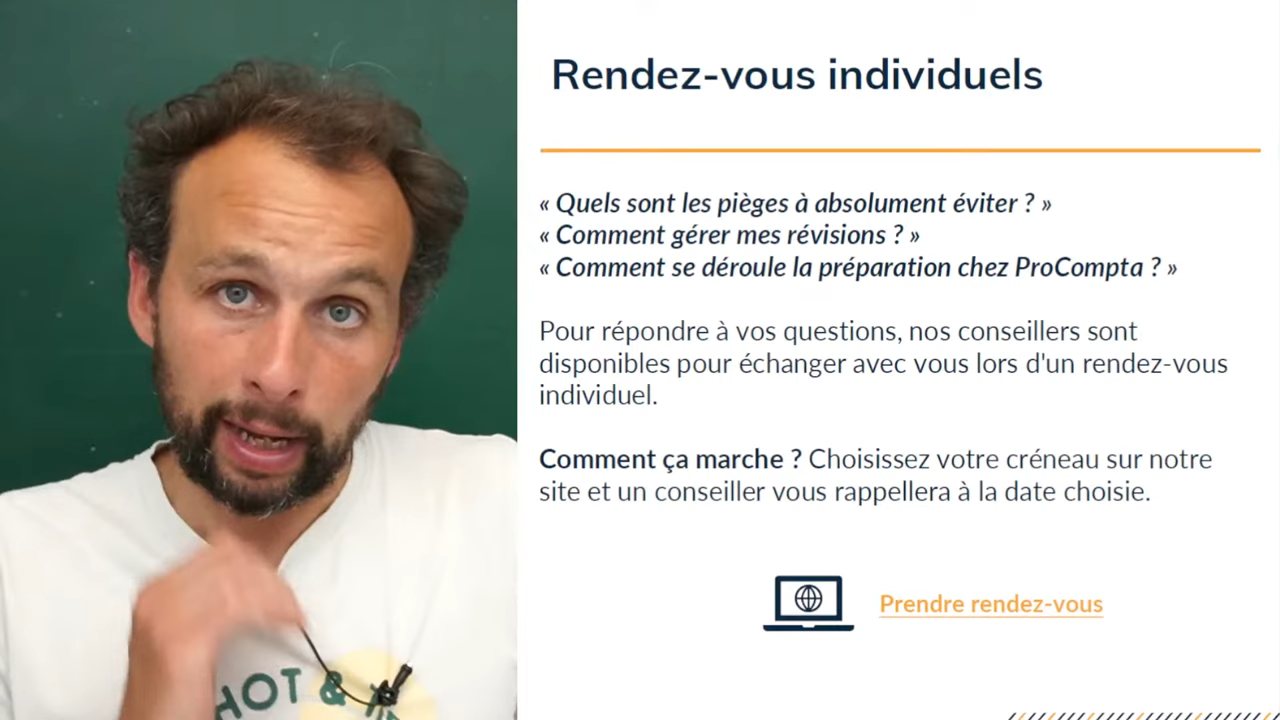 Rendez-vous individuels
« Quels sont les pièges à absolument éviter ? »
« Comment gérer mes révisions ? »
« Comment se déroule la préparation chez ProCompta ? »
Pour répondre à vos questions, nos conseillers sont
disponibles pour échanger avec vous lors d'un rendez-vous
individuel.
Comment ça marche ? Choisissez votre créneau sur notre
site et un conseiller vous rappellera à la date choisie.
Prendre rendez-vous
HOT &